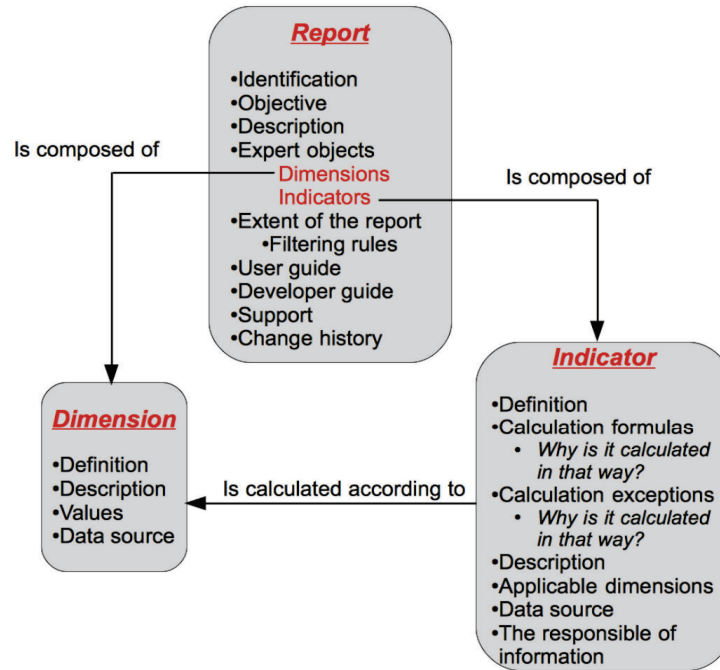 Report
•Identification
•Objective
•Description
•Expert objects
Dimensions
Indicators
•Extent of the report
•Filtering rules
•User guide
•Developer guide
•Support
•Change history
Is composed of
Is composed of
Dimension
•Definition
•Description
•Values
•Data source
Is calculated according to
Indicator
•Definition
•Calculation formulas
• Why is it calculated
in that way?
•Calculation exceptions
• Why is it calculated
in that way?
•Description
•Applicable dimensions
•Data source
•The responsible of
information